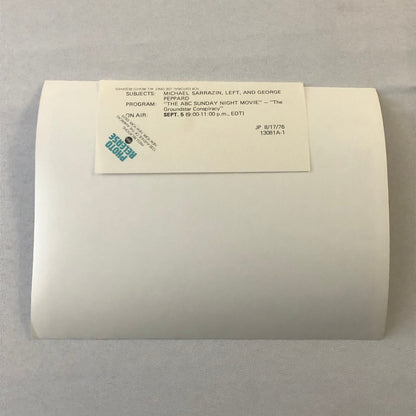 SUBJECTS: MICHAEL SARRAZIN, LEFT, AND GEORGE
PEPPARD
PROGRAM: "THE ABC SUNDAY NIGHT MOVIE" – "The
Groundstar Conspiracy"
ON AIR: SEPT. 5 (9:00-11:00 p.m., EDT)
JP 8/17/76
13081A-1
PHOTO
RELEASE